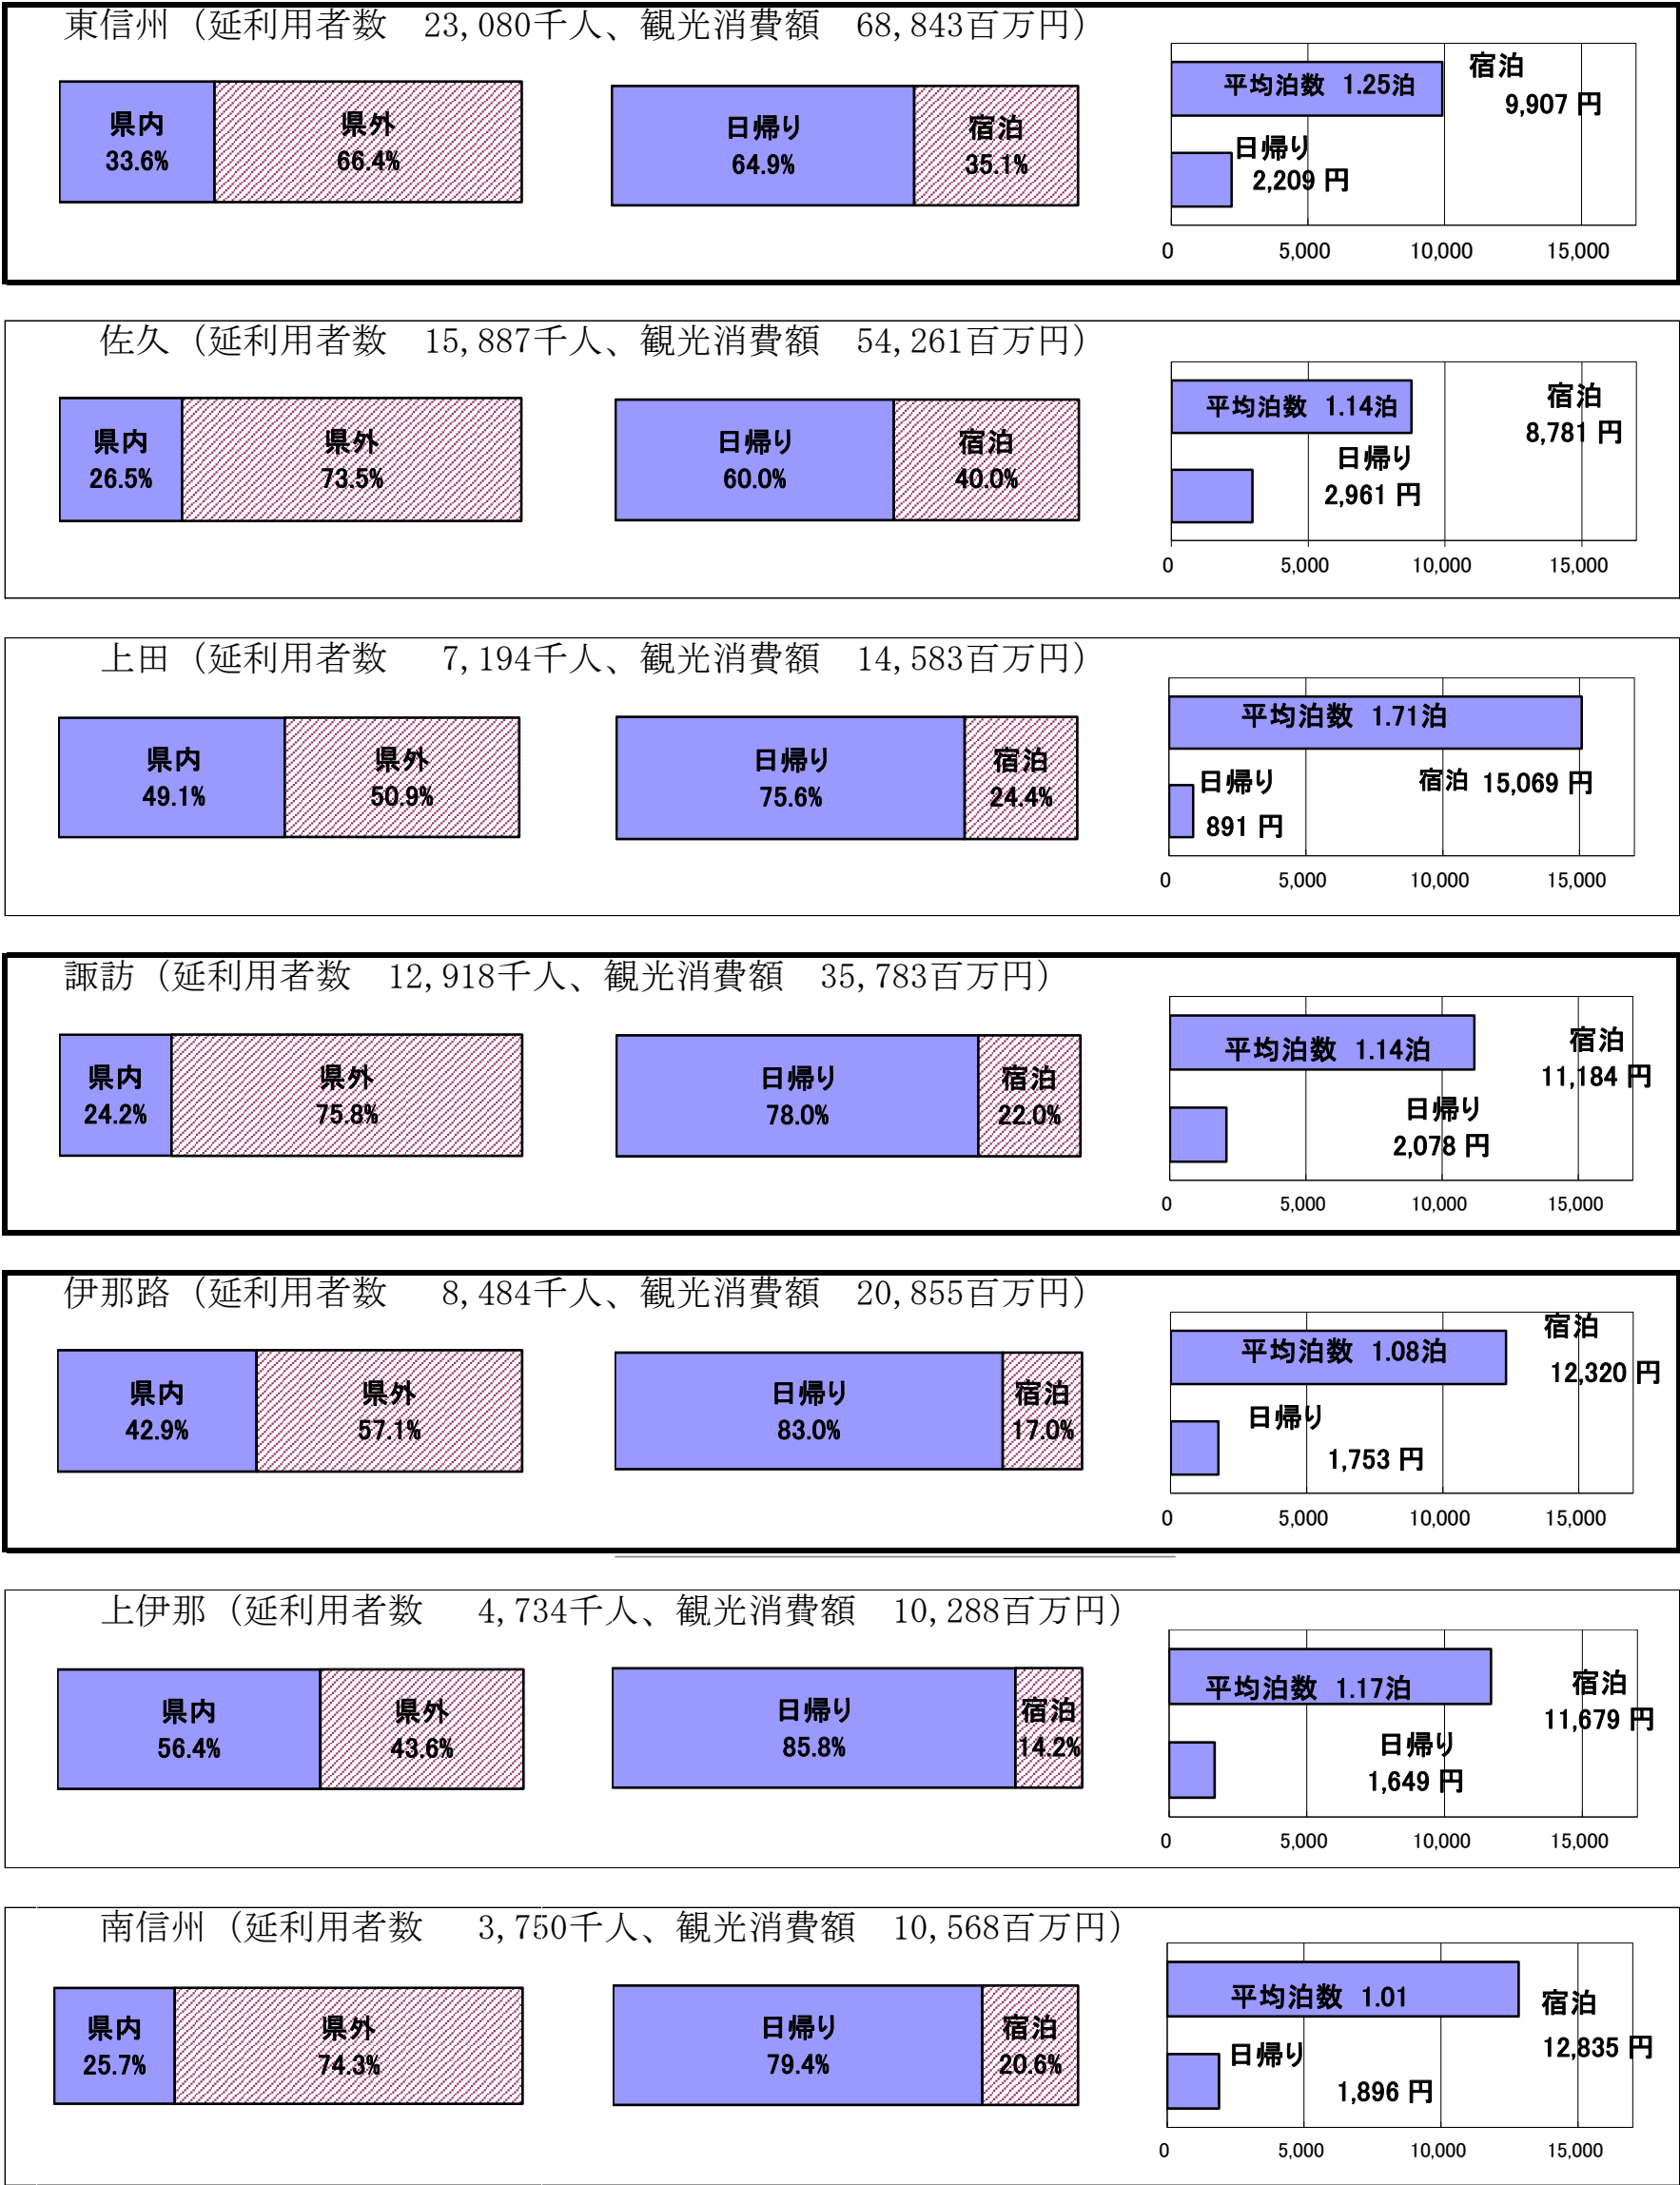 東信州（延利用者数　23,080千人、観光消費額　68,843百万円）
県内 県外
33.6% 66.4%
日帰り 宿泊
64.9% 35.1%
平均泊数 1.25泊
宿泊
9,907 円
日帰り
2,209 円
0 5,000 10,000 15,000
佐久（延利用者数　15,887千人、観光消費額　54,261百万円）
県内 県外
26.5% 73.5%
日帰り 宿泊
60.0% 40.0%
平均泊数 1.14泊
宿泊
8,781 円
日帰り
2,961 円
0 5,000 10,000 15,000
上田（延利用者数　7,194千人、観光消費額　14,583百万円）
県内 県外
49.1% 50.9%
日帰り 宿泊
75.6% 24.4%
平均泊数 1.71泊
宿泊 15,069 円
日帰り
891 円
0 5,000 10,000 15,000
諏訪（延利用者数　12,918千人、観光消費額　35,783百万円）
県内 県外
24.2% 75.8%
日帰り 宿泊
78.0% 22.0%
平均泊数 1.14泊
宿泊
11,184 円
日帰り
2,078 円
0 5,000 10,000 15,000
伊那路（延利用者数　8,484千人、観光消費額　20,855百万円）
県内 県外
42.9% 57.1%
日帰り 宿泊
83.0% 17.0%
平均泊数 1.08泊
宿泊
12,320 円
日帰り
1,753 円
0 5,000 10,000 15,000
上伊那（延利用者数　4,734千人、観光消費額　10,288百万円）
県内 県外
56.4% 43.6%
日帰り 宿泊
85.8% 14.2%
平均泊数 1.17泊
宿泊
11,679 円
日帰り
1,649 円
0 5,000 10,000 15,000
南信州（延利用者数　3,750千人、観光消費額　10,568百万円）
県内 県外
25.7% 74.3%
日帰り 宿泊
79.4% 20.6%
平均泊数 1.01
宿泊
12,835 円
日帰り
1,896 円
0 5,000 10,000 15,000